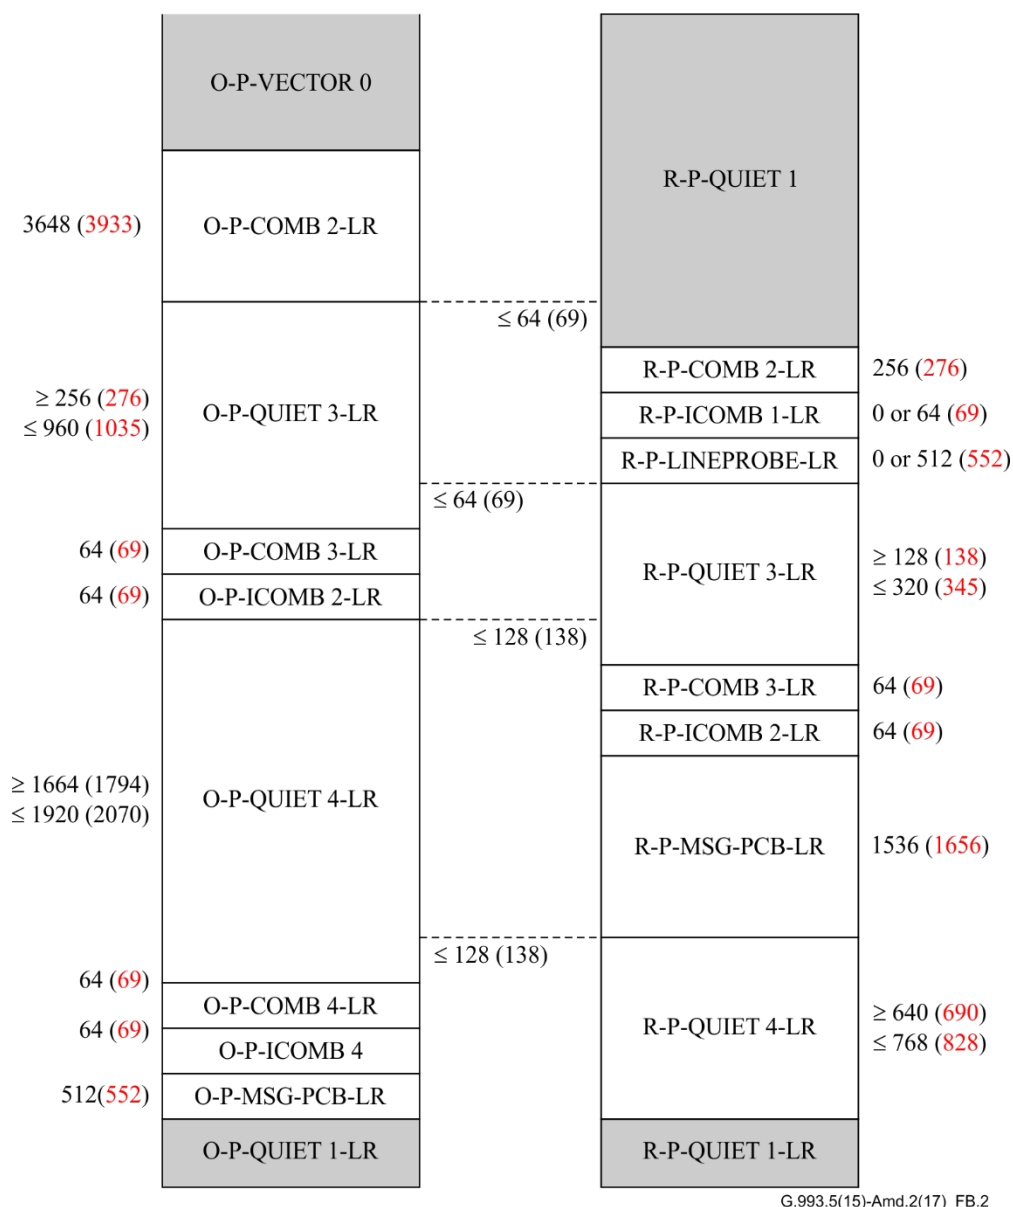 O-P-VECTOR 0
R-P-QUIET 1
3648 (3933)
O-P-COMB 2-LR
≤ 64 (69)
R-P-COMB 2-LR
256 (276)
≥ 256 (276)
≤ 960 (1035)
O-P-QUIET 3-LR
R-P-ICOMB 1-LR
0 or 64 (69)
R-P-LINEPROBE-LR
0 or 512 (552)
≤ 64 (69)
64 (69)
O-P-COMB 3-LR
R-P-QUIET 3-LR
≥ 128 (138)
≤ 320 (345)
64 (69)
O-P-ICOMB 2-LR
≤ 128 (138)
R-P-COMB 3-LR
64 (69)
R-P-ICOMB 2-LR
64 (69)
≥ 1664 (1794)
≤ 1920 (2070)
O-P-QUIET 4-LR
R-P-MSG-PCB-LR
1536 (1656)
≤ 128 (138)
64 (69)
O-P-COMB 4-LR
R-P-QUIET 4-LR
≥ 640 (690)
≤ 768 (828)
64 (69)
O-P-ICOMB 4
512(552)
O-P-MSG-PCB-LR
O-P-QUIET 1-LR
R-P-QUIET 1-LR
G.993.5(15)-Amd.2(17)_FB.2